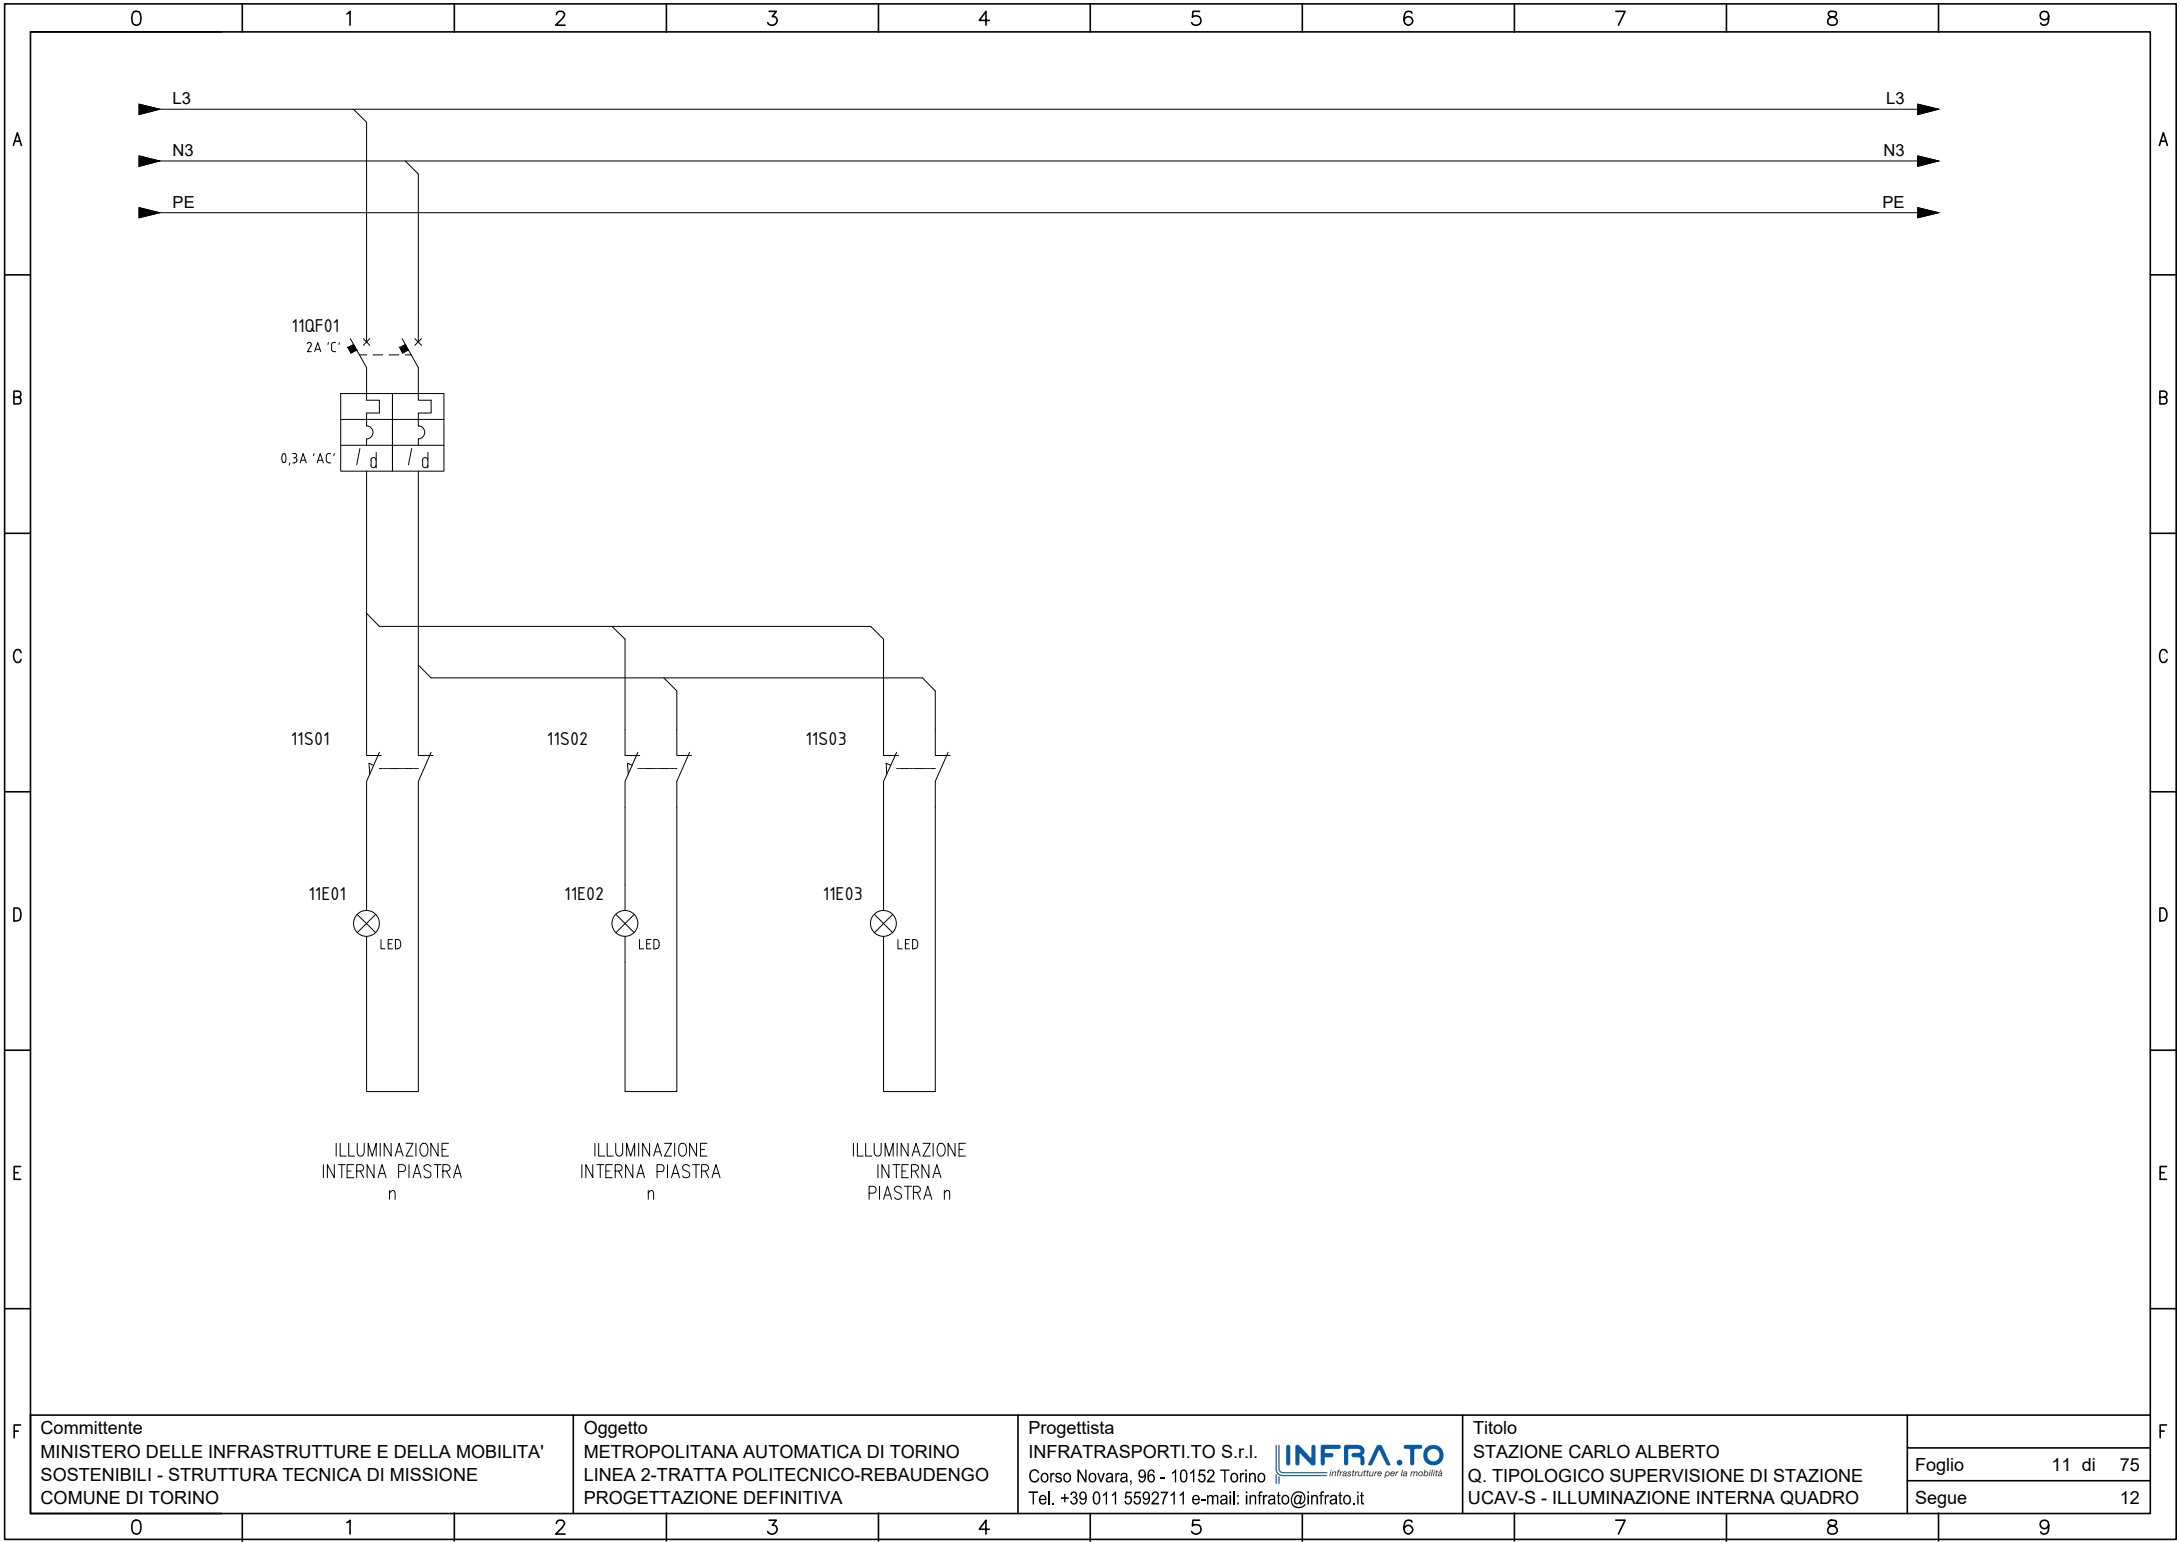 0 1 2 3 4 5 6 7 8 9
L3 L3
A A
N3 N3
PE PE
11QF01
2A 'C'
B B
0,3A 'AC'
/ d / d
C C
11S01 11S02 11S03
11E01 11E02 11E03
D D
LED LED LED
ILLUMINAZIONE
INTERNA PIASTRA
n
ILLUMINAZIONE
INTERNA PIASTRA
n
ILLUMINAZIONE
INTERNA
PIASTRA n
E E
F F
Committente
MINISTERO DELLE INFRASTRUTTURE E DELLA MOBILITA'
SOSTENIBILI - STRUTTURA TECNICA DI MISSIONE
COMUNE DI TORINO
Oggetto
METROPOLITANA AUTOMATICA DI TORINO
LINEA 2-TRATTA POLITECNICO-REBAUDENGO
PROGETTAZIONE DEFINITIVA
Progettista
INFRATRASPORTI.TO S.r.l.
Corso Novara, 96 - 10152 Torino
Tel. +39 011 5592711 e-mail: infrato@infrato.it
INFRA.TO
infrastrutture per la mobilità
Titolo
STAZIONE CARLO ALBERTO
Q. TIPOLOGICO SUPERVISIONE DI STAZIONE
UCAV-S - ILLUMINAZIONE INTERNA QUADRO
Foglio 11 di 75
Segue 12
0 1 2 3 4 5 6 7 8 9